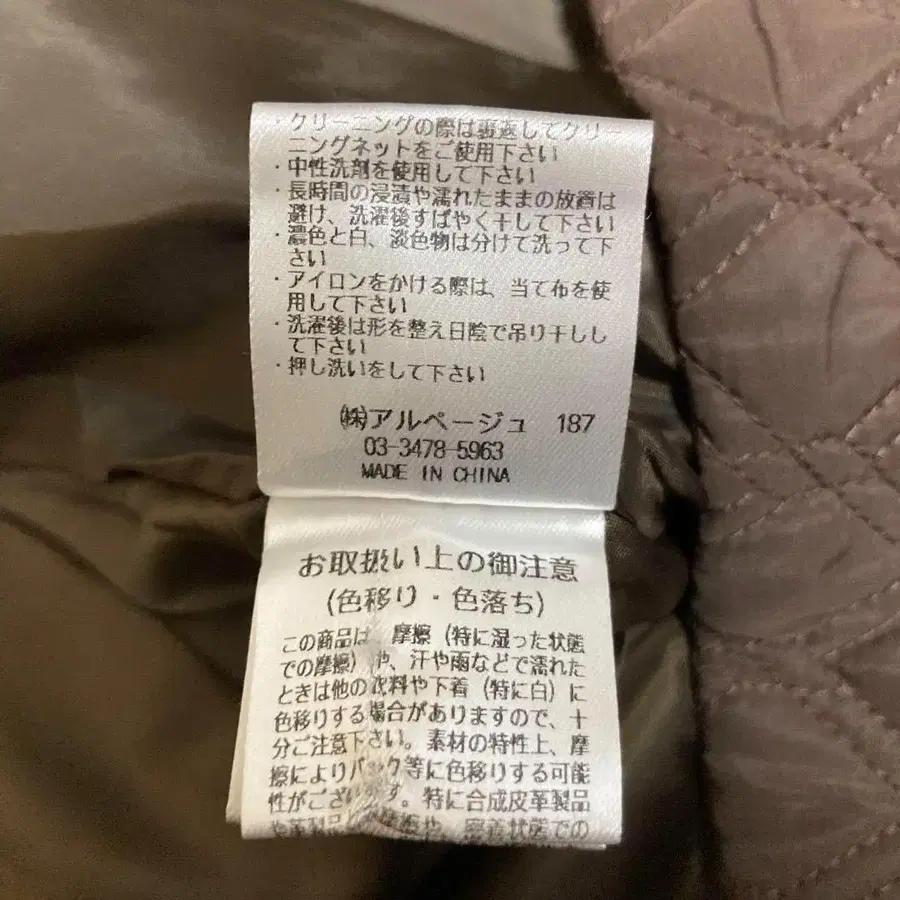 ・クリーニングの際は裏返してクリー
ニングネットをご使用下さい
・中性洗剤を使用して下さい
・長時間の浸漬や濡れたままの放置は
避け、洗濯後すばやく干して下さい
・濃色と白、淡色物は分けて洗って下
さい
・アイロンをかける際は、当て布を使
用して下さい
・洗濯後は形を整え日陰で吊り干しし
て下さい
・押し洗いをして下さい
㈱アルページュ 187
03-3478-5963
MADE IN CHINA
お取扱い上の御注意
(色移り・色落ち)
この商品は、摩擦(特に湿った状態
での摩擦)や、汗や雨などで濡れた
ときは他の衣料や下着(特に白)に
色移りする場合がありますので、十
分ご注意下さい。素材の特性上、摩
擦によりバック等に色移りする可能
性がございます。特に合成皮革製品
や革製品 密着状態での